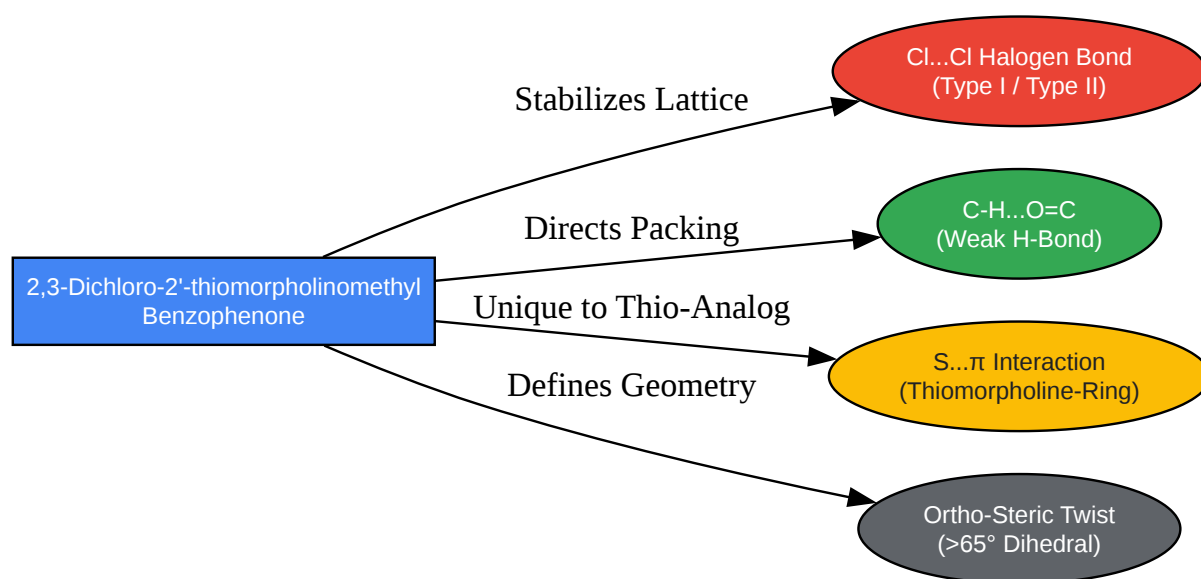 2,3-Dichloro-2'-thiomorpholinomethyl
Benzophenone
Stabilizes Lattice
Cl...Cl Halogen Bond
(Type I / Type II)
Directs Packing
C-H...O=C
(Weak H-Bond)
Unique to Thio-Analog
S...π Interaction
(Thiomorpholine-Ring)
Defines Geometry
Ortho-Steric Twist
(>65° Dihedral)